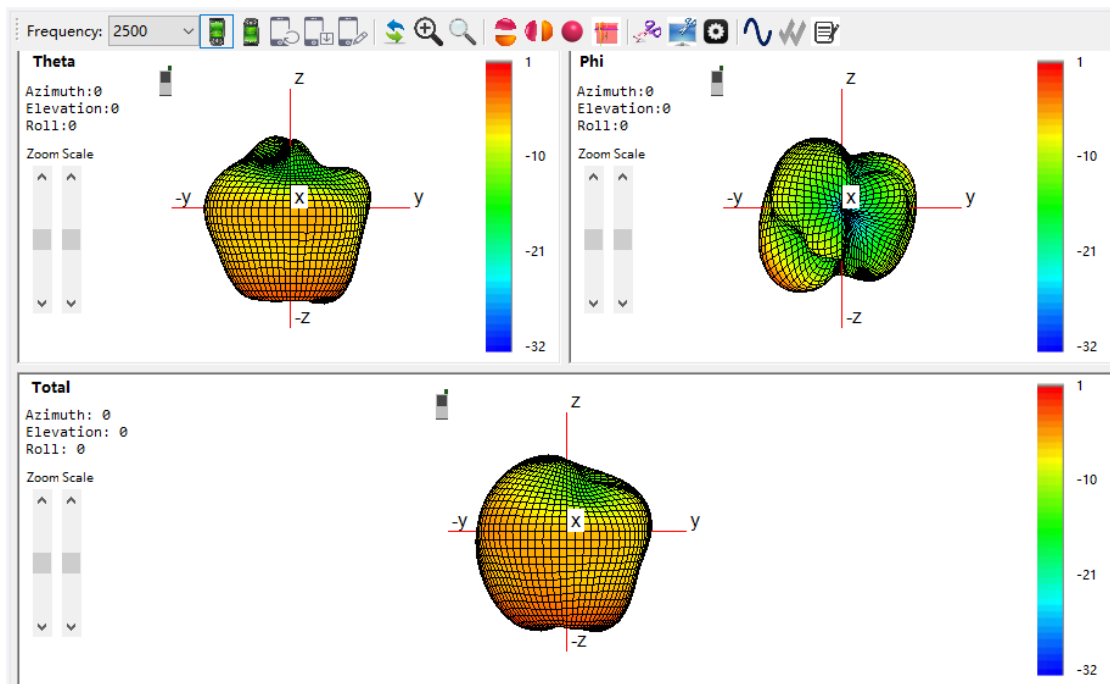 Frequency: 2500
Theta
Azimuth:0
Elevation:0
Roll:0
Zoom Scale
z
-y
x
y
-z
1
-10
-21
-32
Phi
Azimuth:0
Elevation:0
Roll:0
Zoom Scale
z
-y
x
y
-z
1
-10
-21
-32
Total
Azimuth: 0
Elevation: 0
Roll: 0
Zoom Scale
z
-y
x
y
-z
1
-10
-21
-32